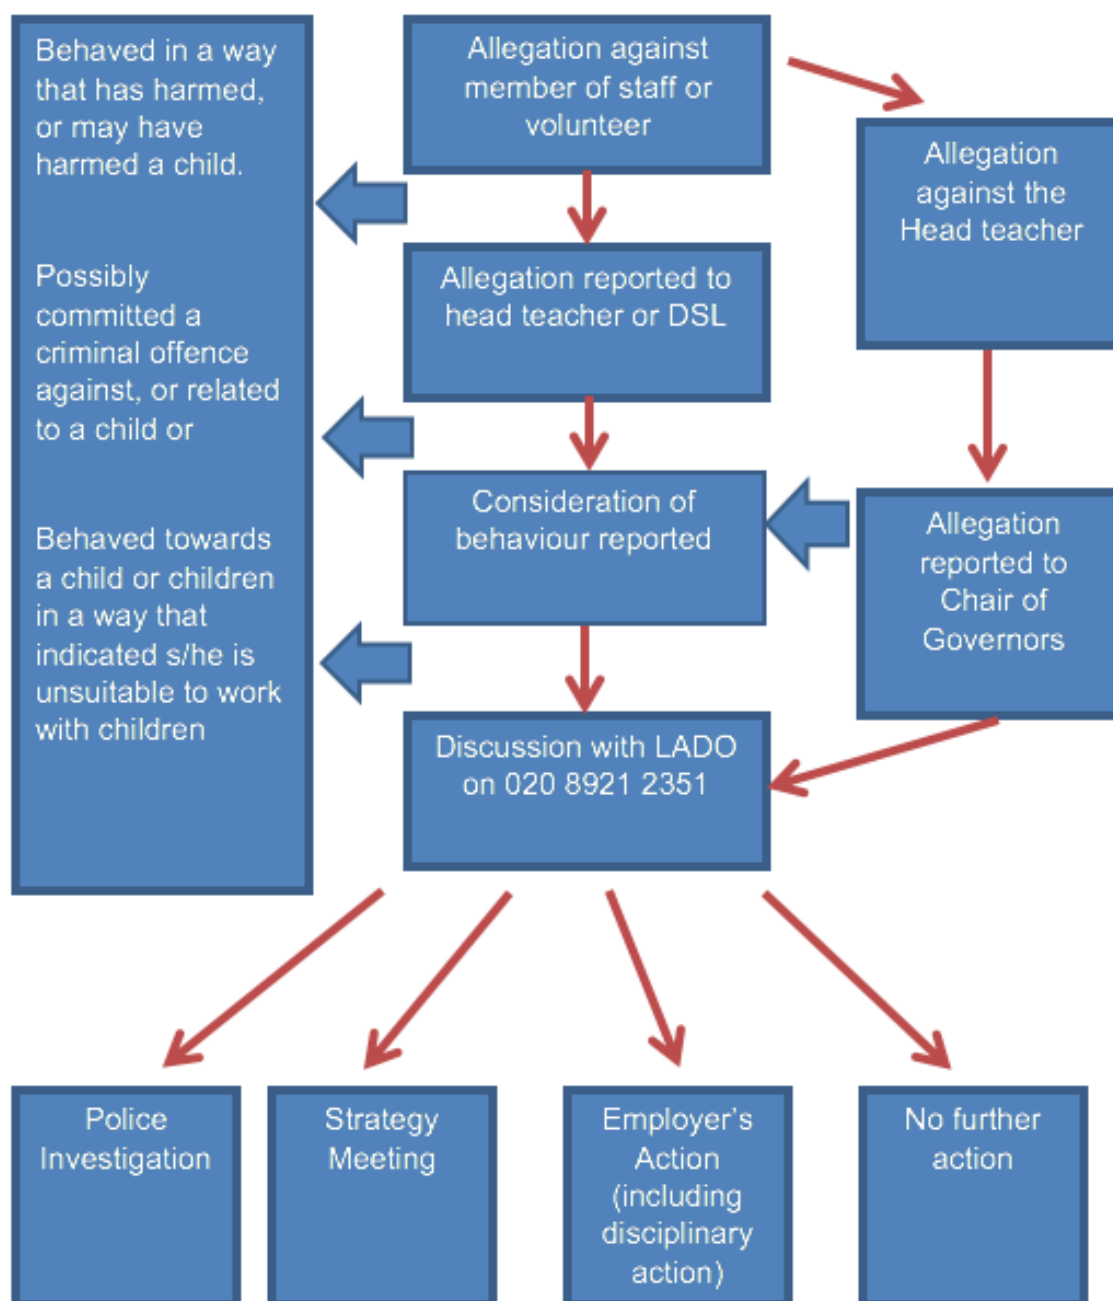 Behaved in a way
that has harmed,
or may have
harmed a child.
Possibly
committed a
criminal offence
against, or related
to a child or
Behaved towards
a child or children
in a way that
indicated s/he is
unsuitable to work
with children
Allegation against
member of staff or
volunteer
Allegation
against the
Head teacher
Allegation reported to
head teacher or DSL
Consideration of
behaviour reported
Allegation
reported to
Chair of
Governors
Discussion with LADO
on 020 8921 2351
Police
Investigation
Strategy
Meeting
Employer’s
Action
(including
disciplinary
action)
No further
action